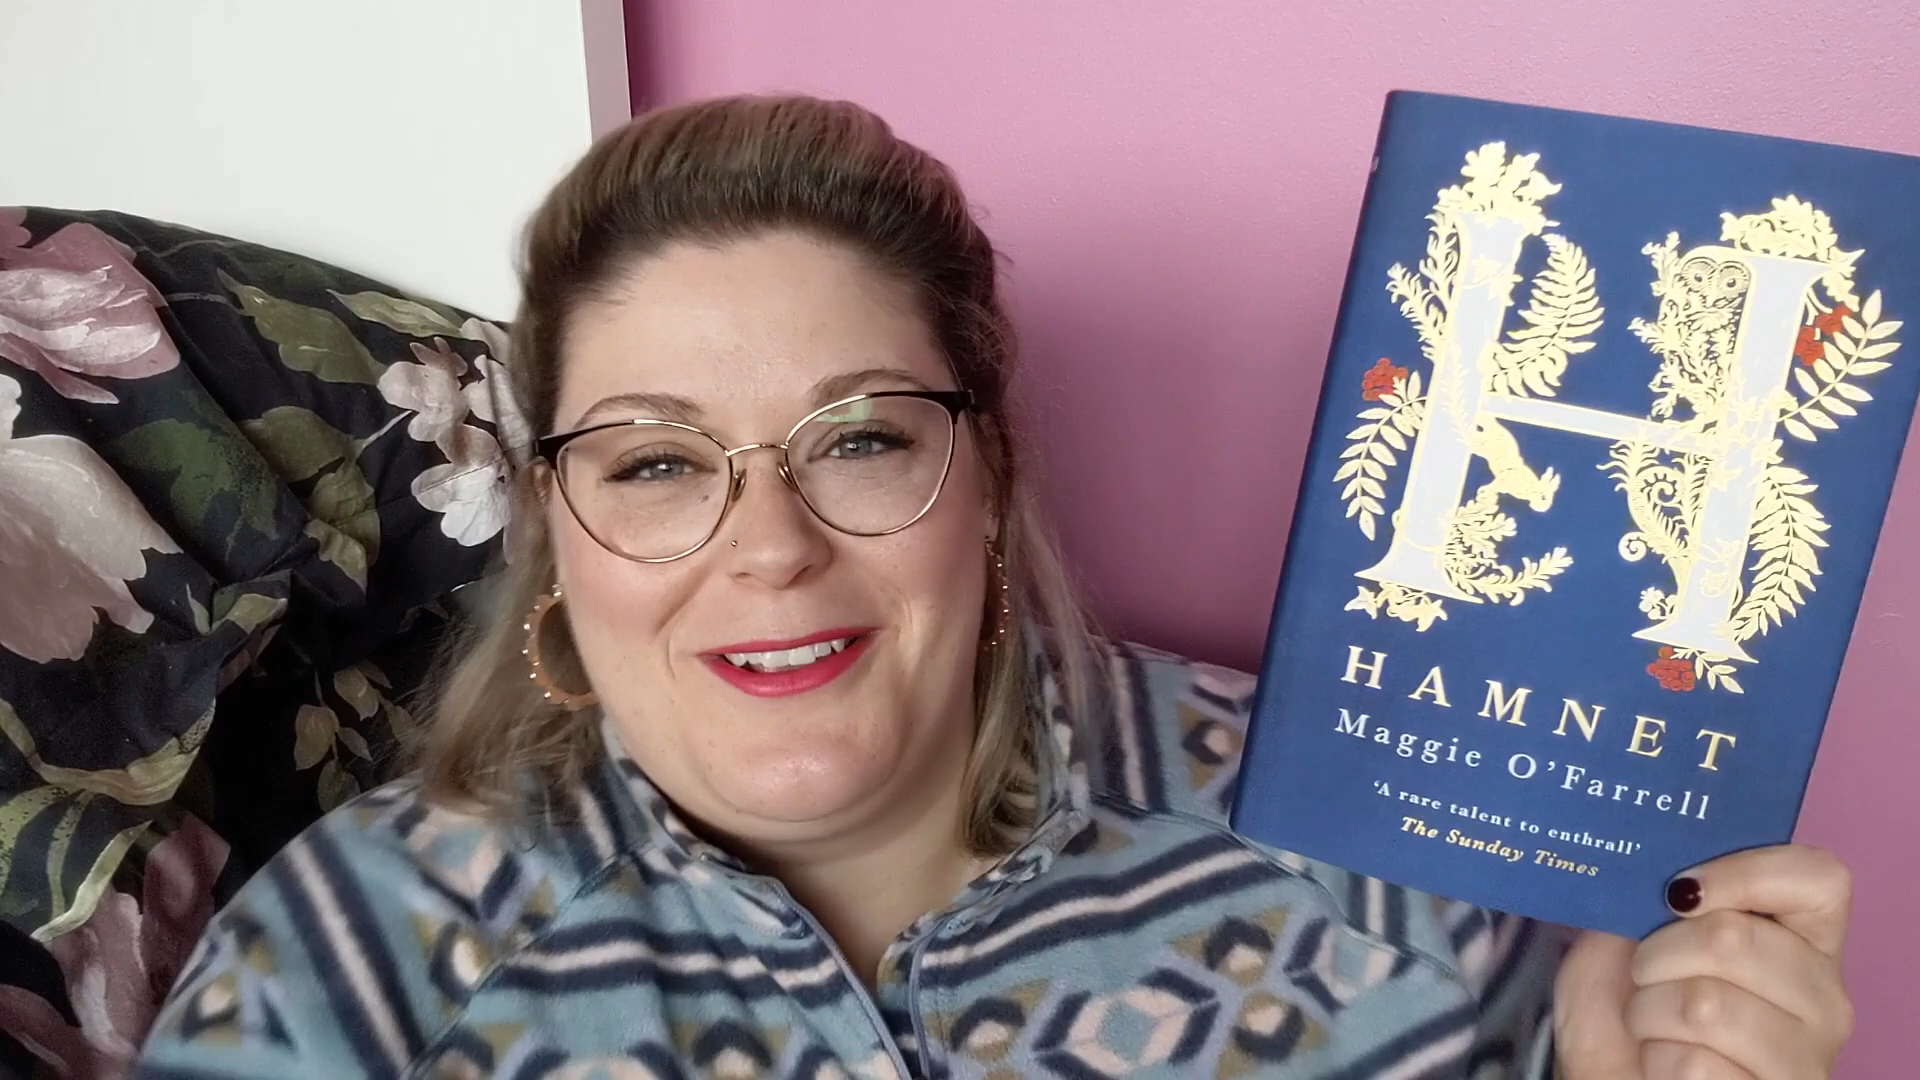 H
HAMNET
Maggie O'Farrell
'A rare talent to enthrall'
The Sunday Times